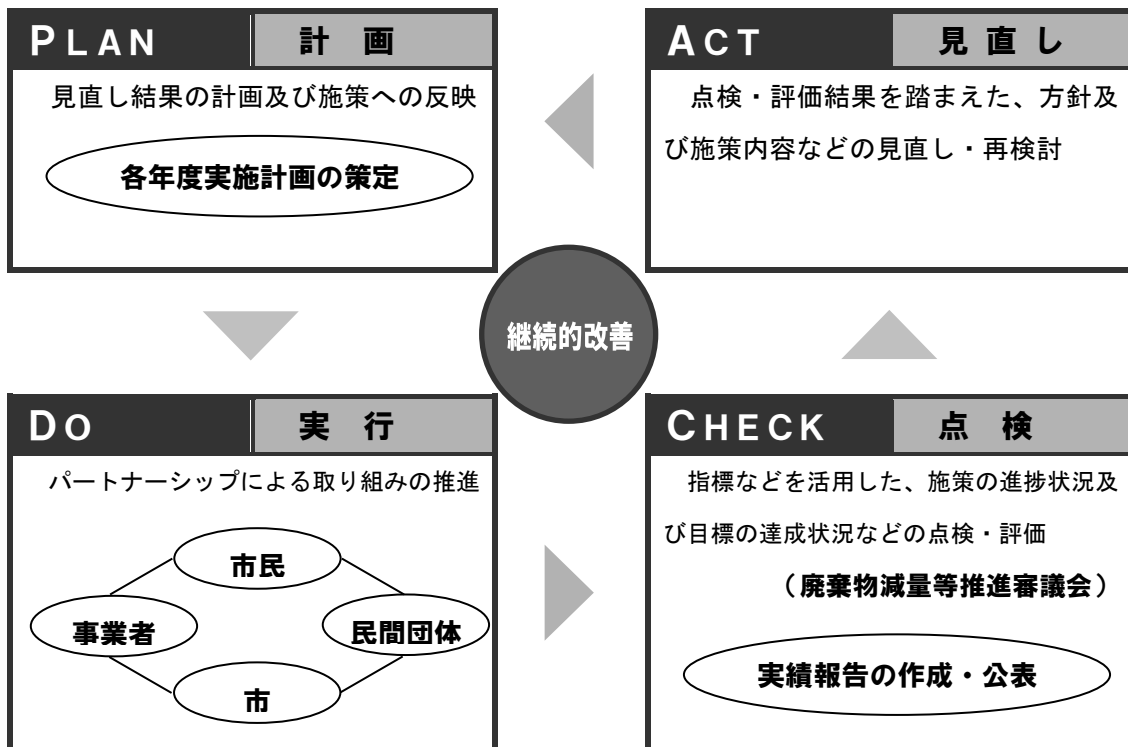 PLAN 計画
見直し結果の計画及び施策への反映
各年度実施計画の策定
ACT 見直し
点検・評価結果を踏まえた、方針及
び施策内容などの見直し・再検討
継続的改善
DO 実行
パートナーシップによる取り組みの推進
市民
事業者
民間団体
市
CHECK 点検
指標などを活用した、施策の進捗状況及
び目標の達成状況などの点検・評価
（廃棄物減量等推進審議会）
実績報告の作成・公表